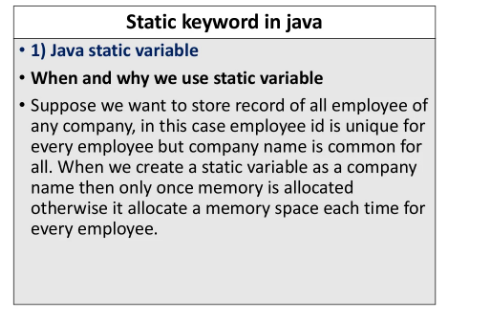 Static keyword in java
• 1) Java static variable
• When and why we use static variable
• Suppose we want to store record of all employee of
any company, in this case employee id is unique for
every employee but company name is common for
all. When we create a static variable as a company
name then only once memory is allocated
otherwise it allocate a memory space each time for
every employee.